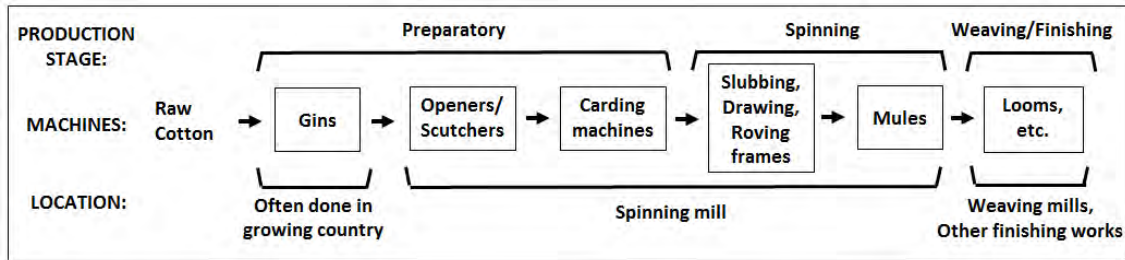 PRODUCTION
STAGE:
Preparatory
Spinning
Weaving/Finishing
MACHINES:
Raw
Cotton
Gins
Openers/
Scutchers
Carding
machines
Slubbing,
Drawing,
Roving
frames
Mules
Looms,
etc.
LOCATION:
Often done in
growing country
Spinning mill
Weaving mills,
Other finishing works